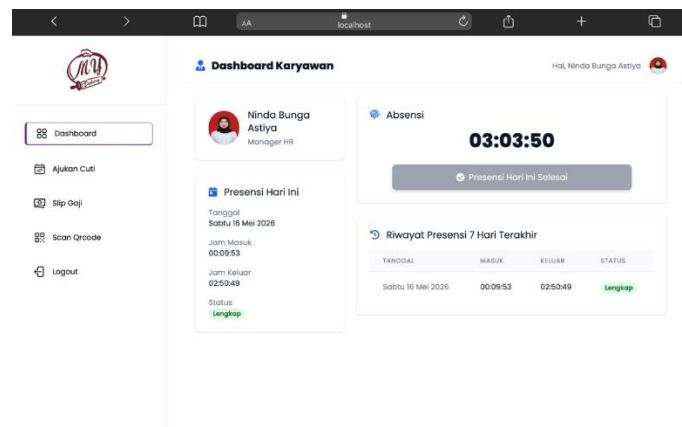 AA
localhost
MY
Dashboard Karyawan
Hai, Ninda Bunga Astiya
Dashboard
Ajukan Cuti
Slip Gaji
Scan Qrcode
Logout
Ninda Bunga
Astiya
Manager HR
Presensi Hari Ini
Tanggal
Sabtu 16 Mei 2026
Jam Masuk
00:09:53
Jam Keluar
02:50:49
Status
Lengkap
Absensi
03:03:50
Presensi Hari Ini Selesai
Riwayat Presensi 7 Hari Terakhir
TANGGAL MASUK KELUAR STATUS
Sabtu 16 Mei 2026 00:09:53 02:50:49 Lengkap